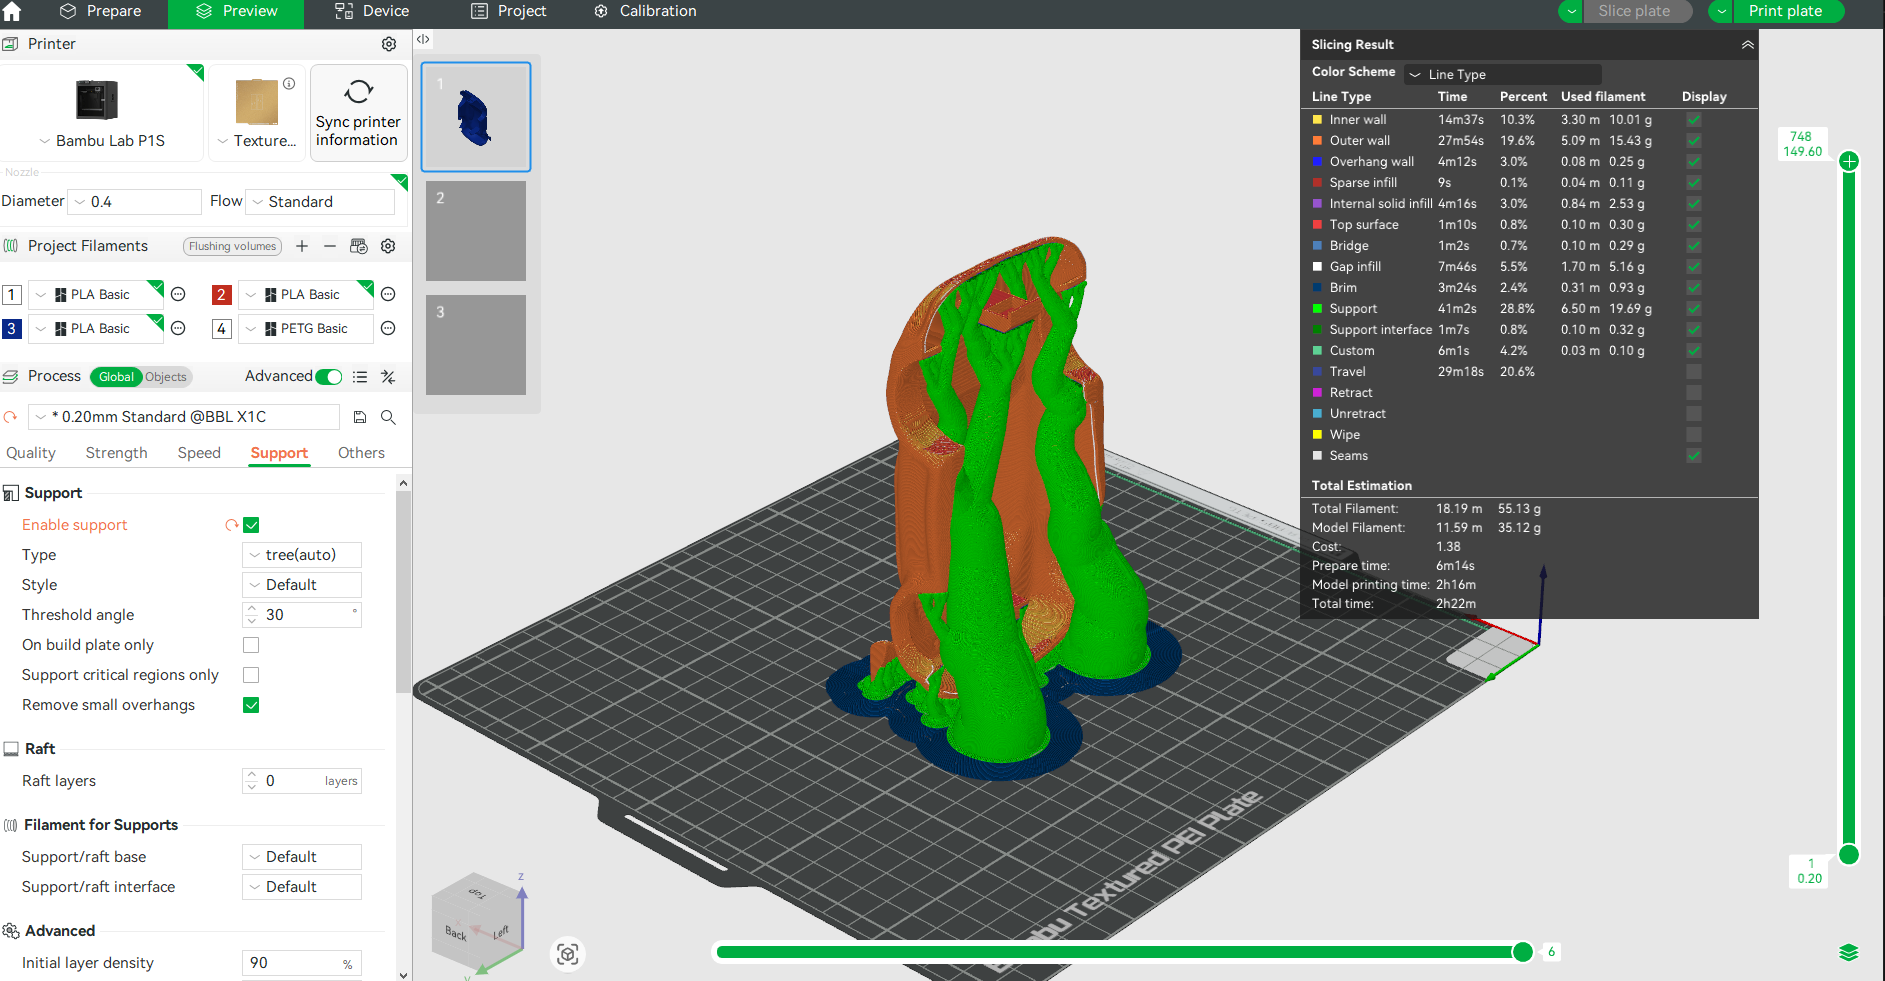 Prepare
Preview
Device
Project
Calibration
Slice plate
Print plate
Printer
Bambu Lab P1S
Texture...
Sync printer
information
Nozzle
Diameter
0.4
Flow
Standard
Project Filaments
Flushing volumes
1 PLA Basic
2 PLA Basic
3 PLA Basic
4 PETG Basic
Process
Global
Objects
Advanced
* 0.20mm Standard @BBL X1C
Quality
Strength
Speed
Support
Others
Support
Enable support
Type
tree(auto)
Style
Default
Threshold angle
30 °
On build plate only
Support critical regions only
Remove small overhangs
Raft
Raft layers
0 layers
Filament for Supports
Support/raft base
Default
Support/raft interface
Default
Advanced
Initial layer density
90 %
1
2
3
Slicing Result
Color Scheme
Line Type
Line Type Time Percent Used filament Display
Inner wall 14m37s 10.3% 3.30 m 10.01 g
Outer wall 27m54s 19.6% 5.09 m 15.43 g
Overhang wall 4m12s 3.0% 0.08 m 0.25 g
Sparse infill 9s 0.1% 0.04 m 0.11 g
Internal solid infill 4m16s 3.0% 0.84 m 2.53 g
Top surface 1m10s 0.8% 0.10 m 0.30 g
Bridge 1m2s 0.7% 0.10 m 0.29 g
Gap infill 7m46s 5.5% 1.70 m 5.16 g
Brim 3m24s 2.4% 0.31 m 0.93 g
Support 41m2s 28.8% 6.50 m 19.69 g
Support interface 1m7s 0.8% 0.10 m 0.32 g
Custom 6m1s 4.2% 0.03 m 0.10 g
Travel 29m18s 20.6%
Retract
Unretract
Wipe
Seams
Total Estimation
Total Filament: 18.19 m 55.13 g
Model Filament: 11.59 m 35.12 g
Cost: 1.38
Prepare time: 6m14s
Model printing time: 2h16m
Total time: 2h22m
748
149.60
1
0.20
Bambu Textured PEI Plate
Top
Back
Left
z
y
6